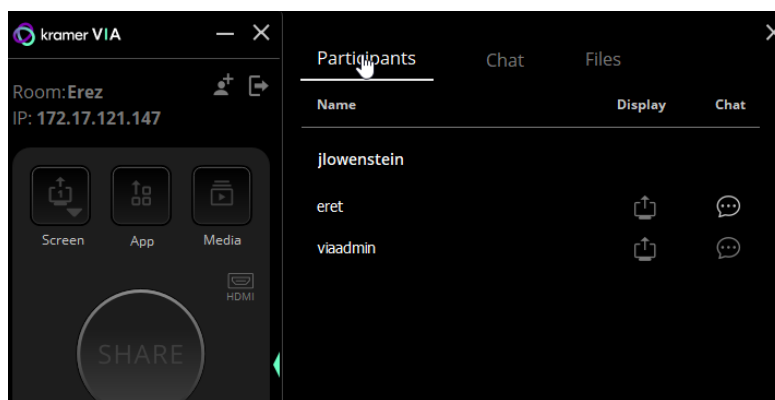 kramer VIA
Room:Erez
IP: 172.17.121.147
1
Screen
App
Media
HDMI
SHARE
Participants
Chat
Files
Name
Display
Chat
jlowenstein
eret
viaadmin